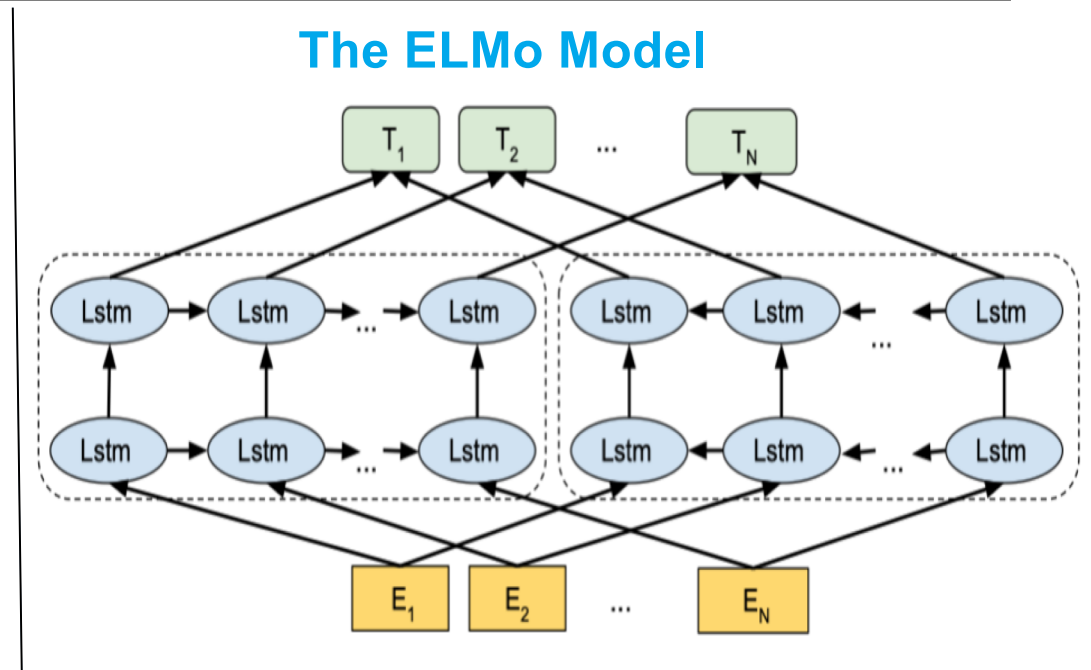 The ELMo Model
T1 T2 ... TN
Lstm Lstm ... Lstm Lstm Lstm ... Lstm
Lstm Lstm ... Lstm Lstm Lstm ... Lstm
E1 E2 ... EN